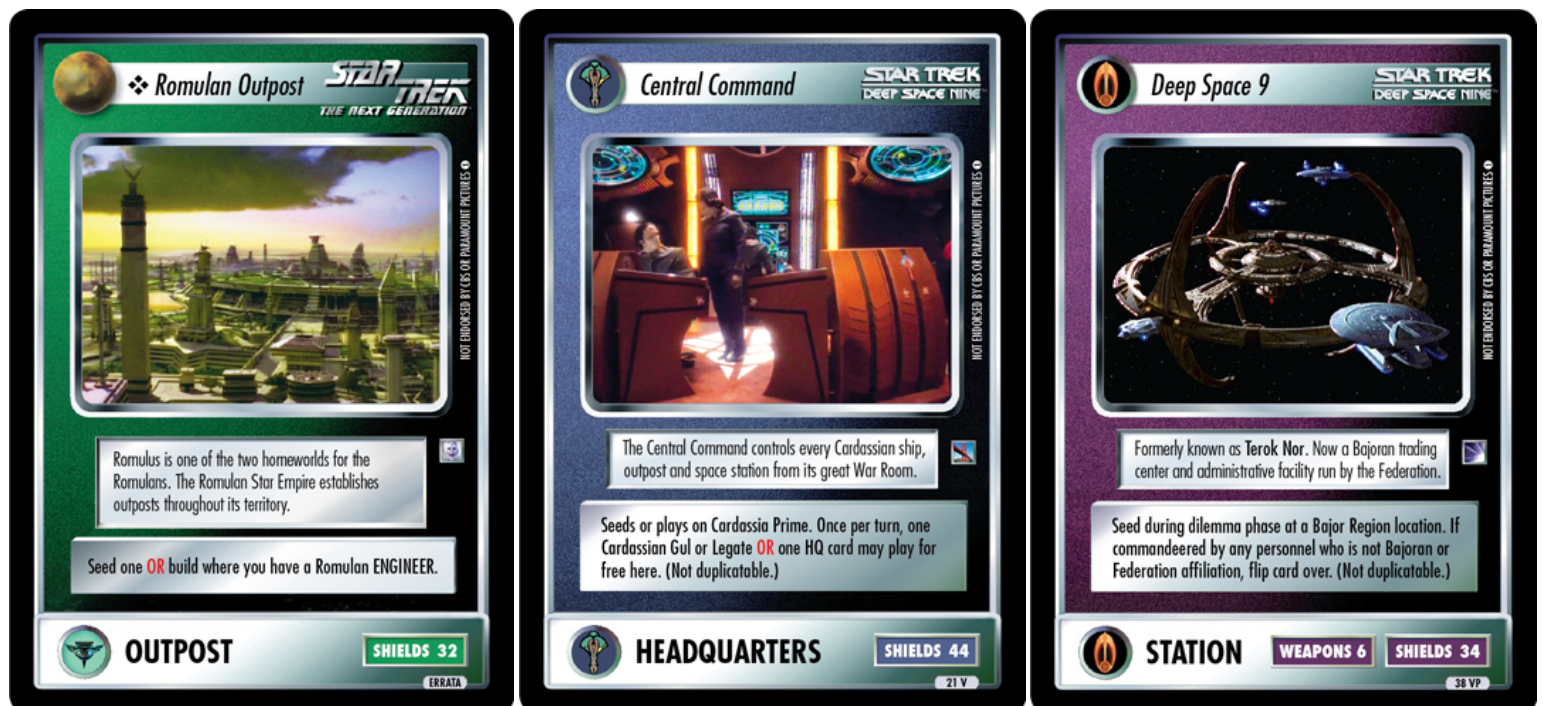 ❖ Romulan Outpost
STAR TREK
THE NEXT GENERATION
NOT ENDORSED BY CBS OR PARAMOUNT PICTURES
Romulus is one of the two homeworlds for the
Romulans. The Romulan Star Empire establishes
outposts throughout its territory.
Seed one OR build where you have a Romulan ENGINEER.
OUTPOST
SHIELDS 32
ERRATA
Central Command
STAR TREK
DEEP SPACE NINE
NOT ENDORSED BY CBS OR PARAMOUNT PICTURES
The Central Command controls every Cardassian ship,
outpost and space station from its great War Room.
Seeds or plays on Cardassia Prime. Once per turn, one
Cardassian Gul or Legate OR one HQ card may play for
free here. (Not duplicatable.)
HEADQUARTERS
SHIELDS 44
21 V
Deep Space 9
STAR TREK
DEEP SPACE NINE
NOT ENDORSED BY CBS OR PARAMOUNT PICTURES
Formerly known as Terok Nor. Now a Bajoran trading
center and administrative facility run by the Federation.
Seed during dilemma phase at a Bajor Region location. If
commandeered by any personnel who is not Bajoran or
Federation affiliation, flip card over. (Not duplicatable.)
STATION
WEAPONS 6
SHIELDS 34
38 VP